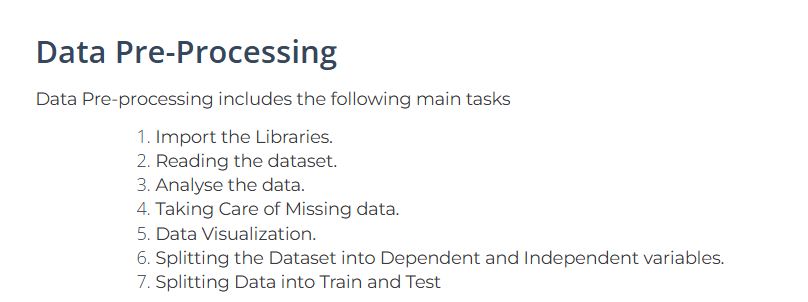 Data Pre-Processing
Data Pre-processing includes the following main tasks
1. Import the Libraries.
2. Reading the dataset.
3. Analyse the data.
4. Taking Care of Missing data.
5. Data Visualization.
6. Splitting the Dataset into Dependent and Independent variables.
7. Splitting Data into Train and Test